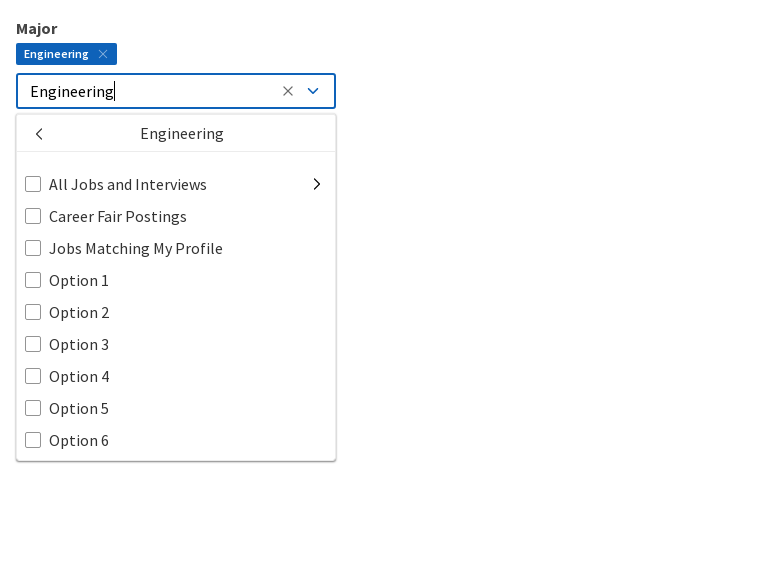 Major
Engineering
Engineering
Engineering
All Jobs and Interviews
Career Fair Postings
Jobs Matching My Profile
Option 1
Option 2
Option 3
Option 4
Option 5
Option 6